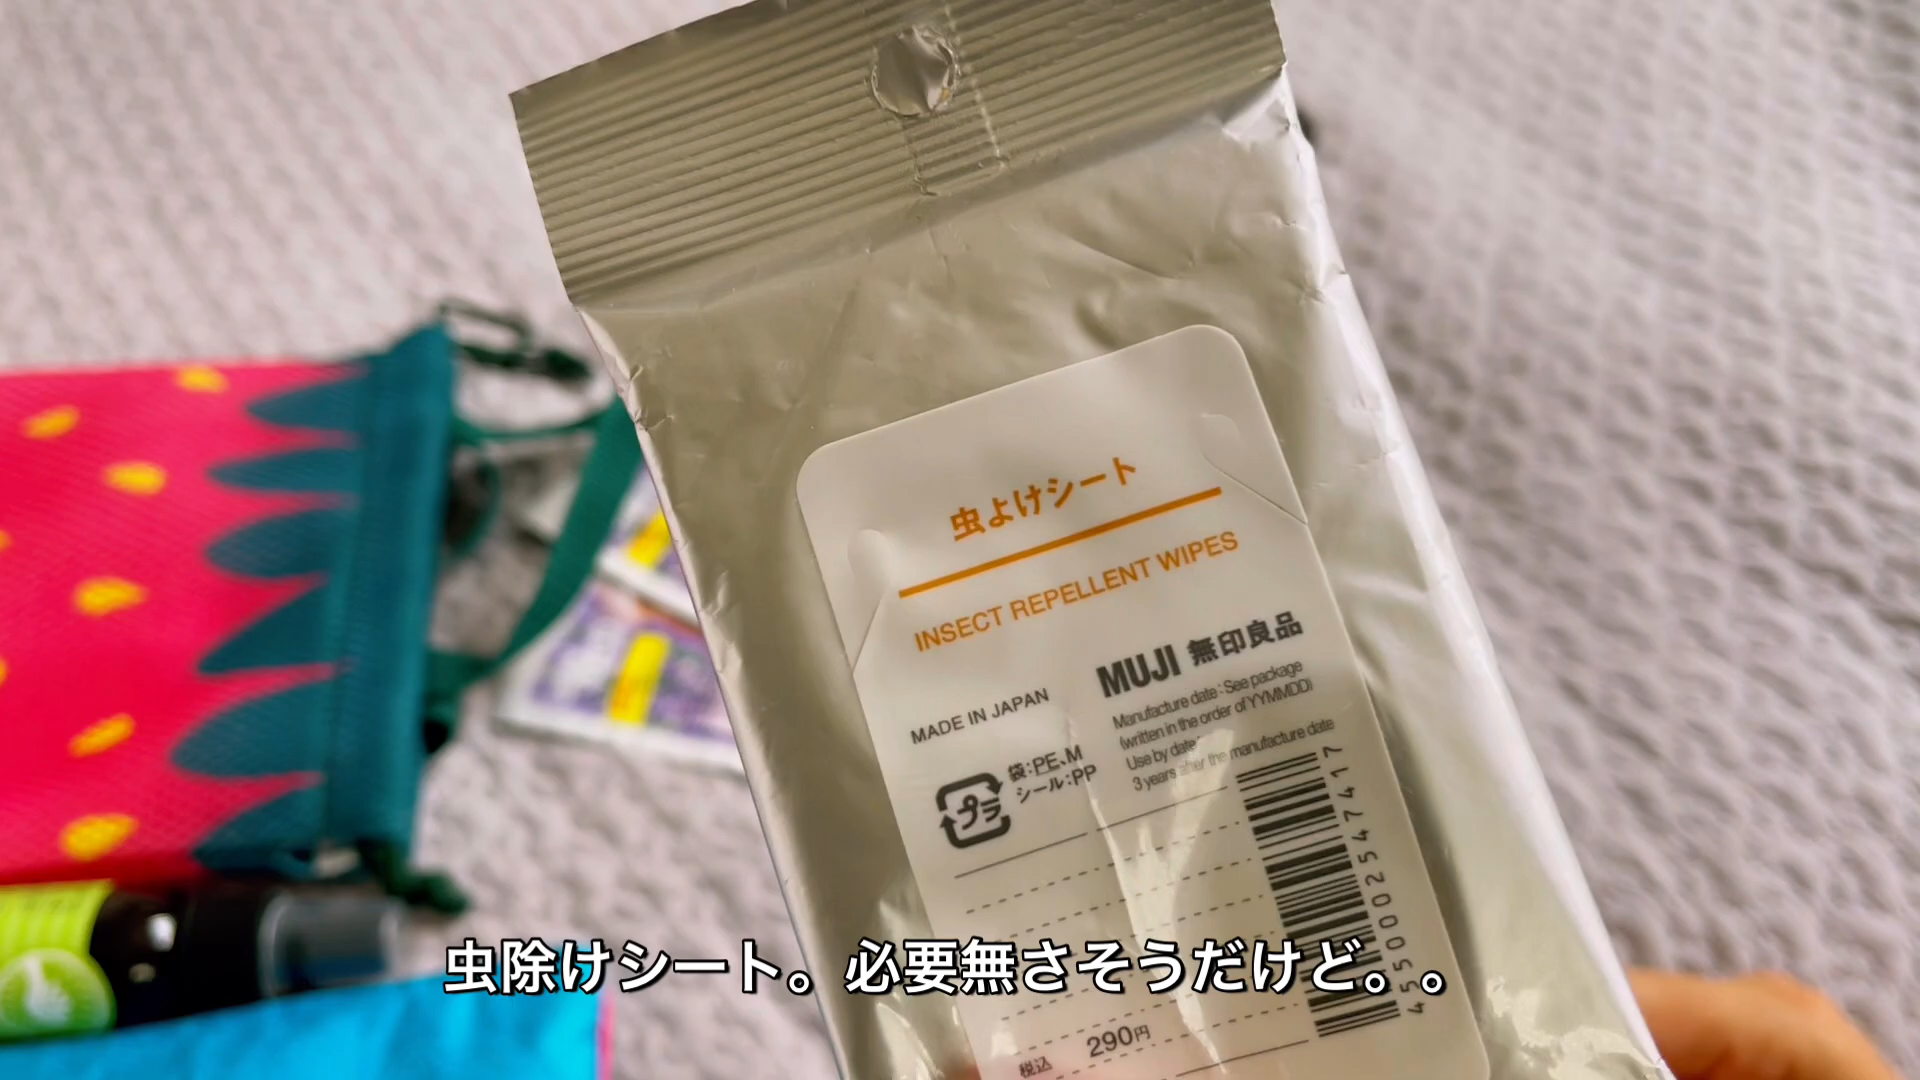 虫よけシート
INSECT REPELLENT WIPES
MUJI 無印良品
MADE IN JAPAN
Manufacture date : See package
(written in the order of YYMMDD)
Use by date :
3 years after the manufacture date
プラ
袋:PE、M
シール:PP
4550002547417
税込 290円
虫除けシート。必要無さそうだけど。。